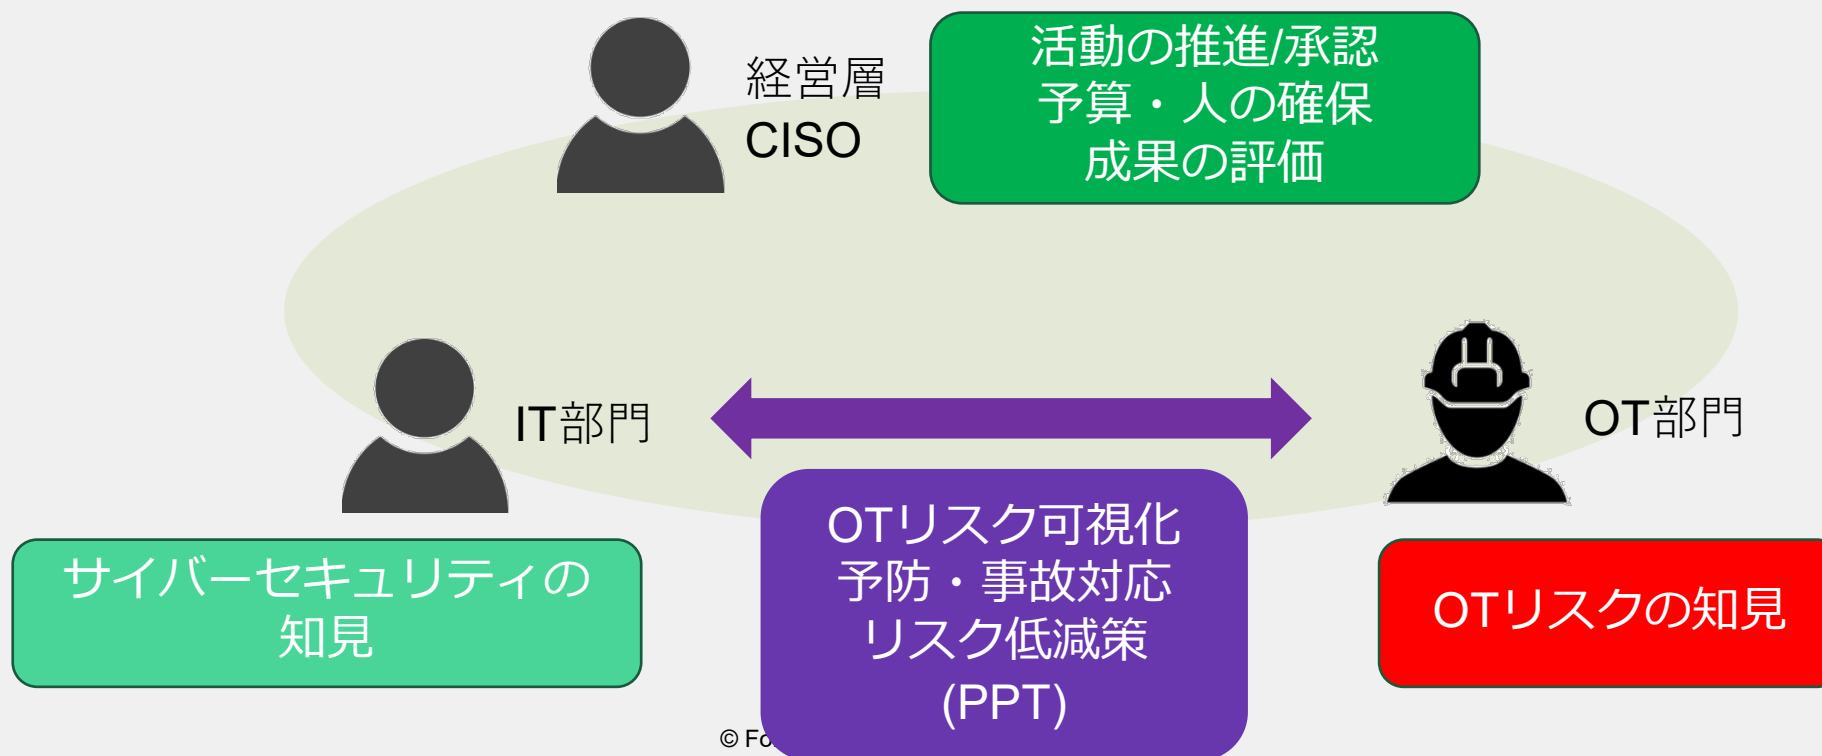 経営層
CISO
活動の推進/承認
予算・人の確保
成果の評価
IT部門
OT部門
サイバーセキュリティの
知見
OTリスク可視化
予防・事故対応
リスク低減策
(PPT)
OTリスクの知見
©